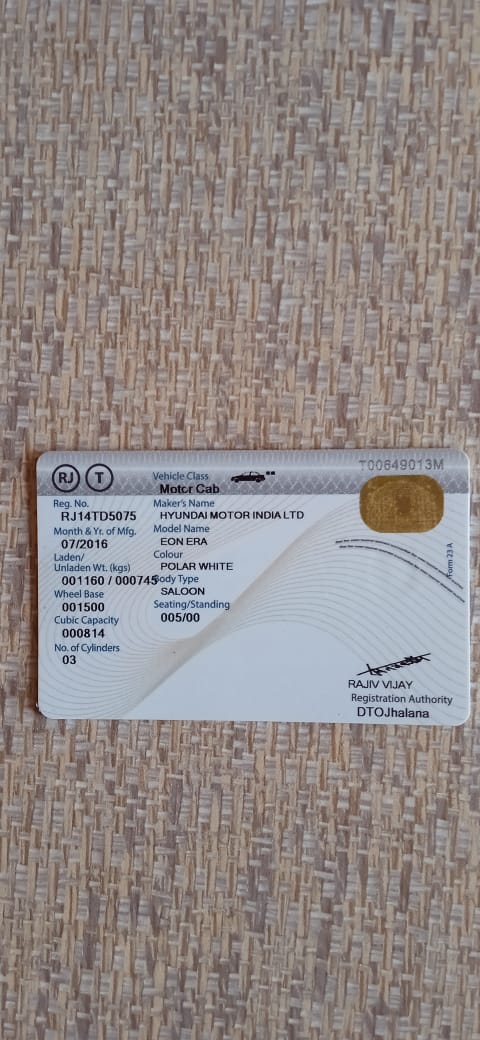 T00649013M
RJ T
Vehicle Class
Motor Cab
Reg. No.
RJ14TD5075
Maker's Name
HYUNDAI MOTOR INDIA LTD
Month & Yr. of Mfg.
07/2016
Model Name
EON ERA
Laden/
Unladen Wt. (kgs)
001160 / 000745
Colour
POLAR WHITE
Body Type
SALOON
Wheel Base
001500
Seating/Standing
005/00
Cubic Capacity
000814
No. of Cylinders
03
Form 23 A
RAJIV VIJAY
Registration Authority
DTOJhalana